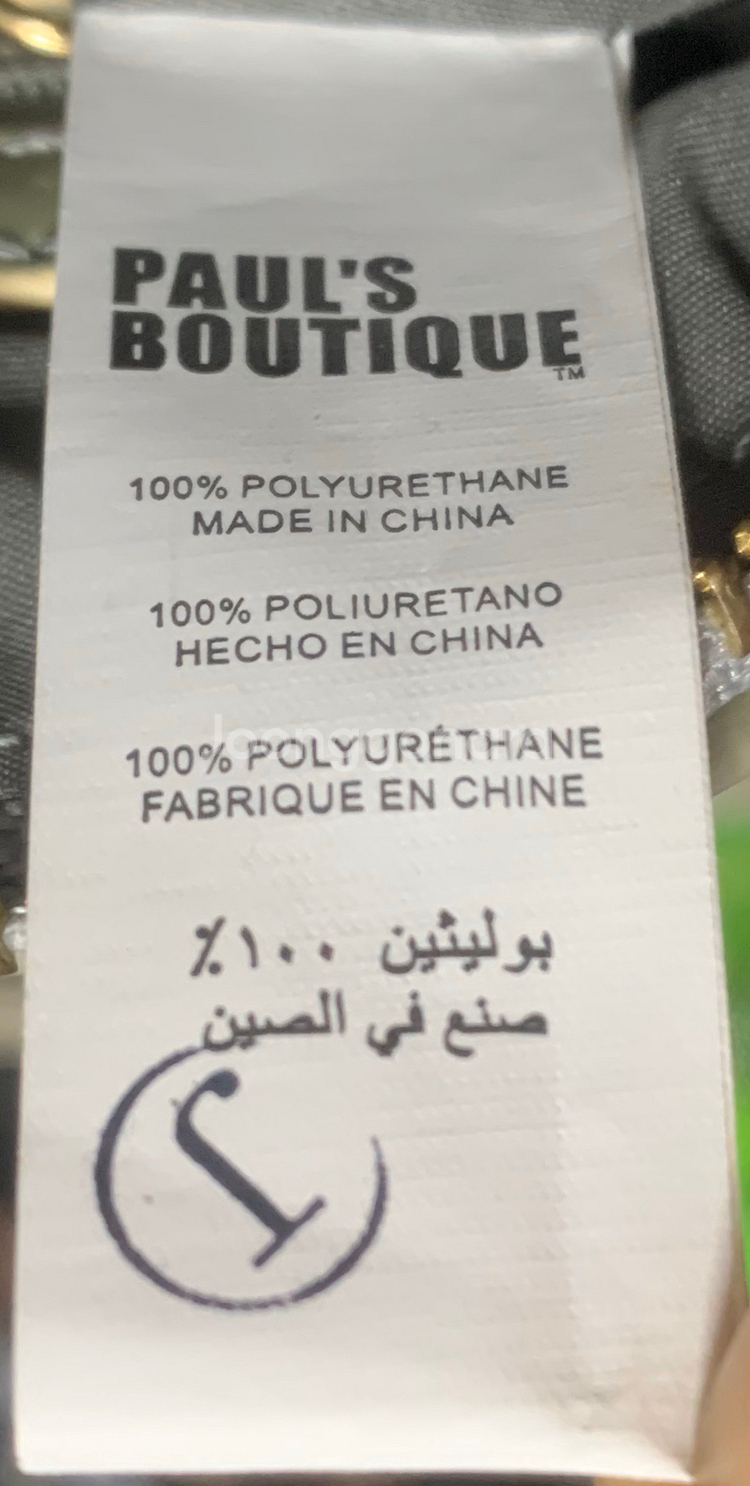 PAUL'S
BOUTIQUE
TM
100% POLYURETHANE
MADE IN CHINA
100% POLIURETANO
HECHO EN CHINA
100% POLYURÉTHANE
FABRIQUE EN CHINE
بوليثين ١٠٠٪
صنع في الصين
J